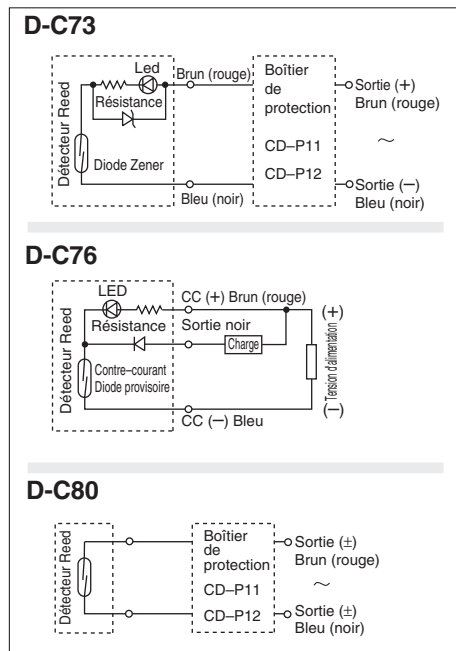 D-C73
Détecteur Reed
Led
Résistance
Diode Zener
Brun (rouge)
Bleu (noir)
Boîtier
de
protection
CD–P11
CD–P12
Sortie (+)
Brun (rouge)
~
Sortie (–)
Bleu (noir)
D-C76
Détecteur Reed
LED
Résistance
Contre–courant
Diode provisoire
CC (+) Brun (rouge)
Sortie noir
Charge
CC (–) Bleu
(+)
Tension d'alimentation
(–)
D-C80
Détecteur Reed
Boîtier
de
protection
CD–P11
CD–P12
Sortie (±)
Brun (rouge)
~
Sortie (±)
Bleu (noir)